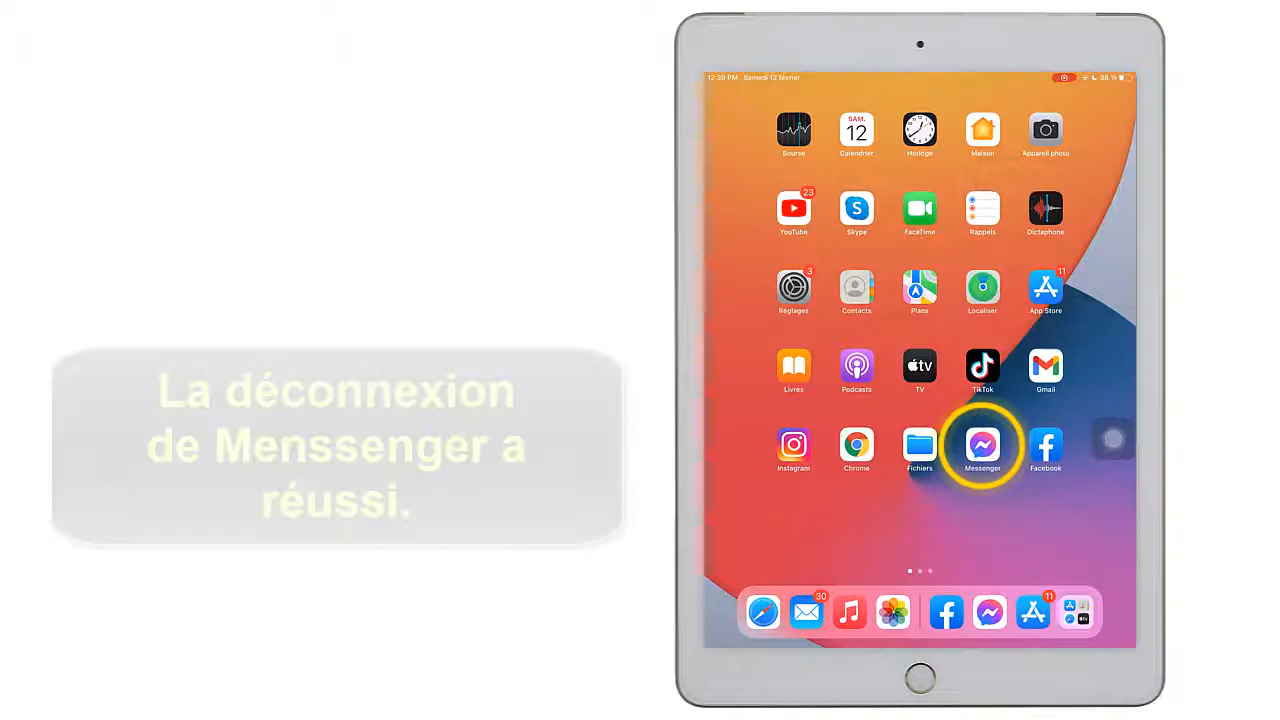 12:39 PM Samedi 12 février
38 %
SAM.
12
Bourse Calendrier Horloge Maison Appareil photo
23
YouTube Skype FaceTime Rappels Dictaphone
3
11
Réglages Contacts Plans Localiser App Store
tv
Livres Podcasts TV TikTok Gmail
La déconnexion
de Menssenger a
réussi.
Instagram Chrome Fichiers Messenger Facebook
30
11